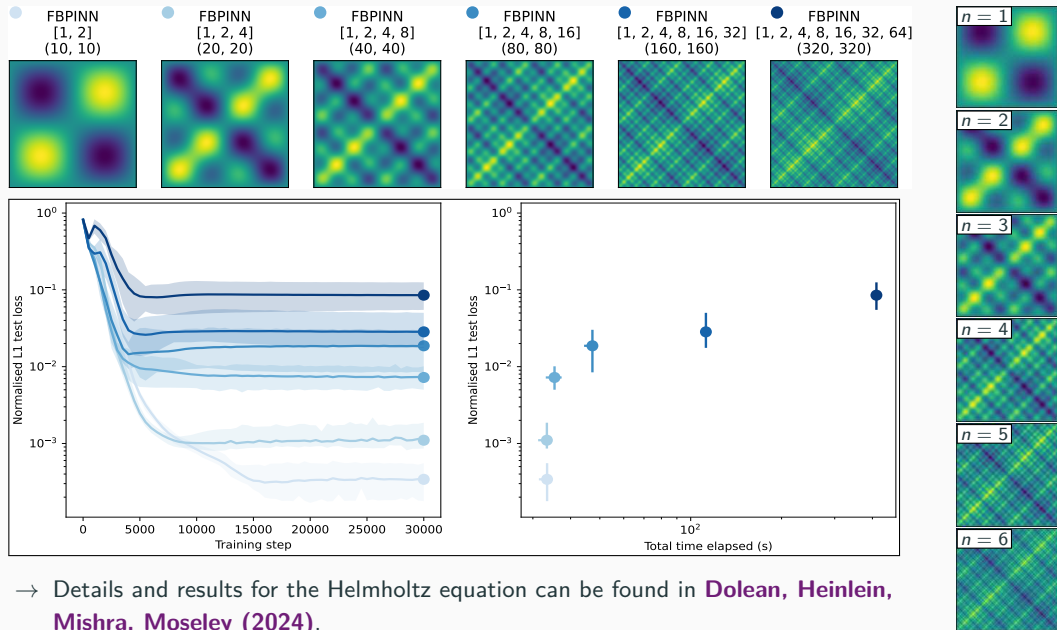 FBPINN
[1, 2]
(10, 10)
FBPINN
[1, 2, 4]
(20, 20)
FBPINN
[1, 2, 4, 8]
(40, 40)
FBPINN
[1, 2, 4, 8, 16]
(80, 80)
FBPINN
[1, 2, 4, 8, 16, 32]
(160, 160)
FBPINN
[1, 2, 4, 8, 16, 32, 64]
(320, 320)
n = 1
n = 2
n = 3
n = 4
n = 5
n = 6
Normalised L1 test loss
10⁰
10⁻¹
10⁻²
10⁻³
0 5000 10000 15000 20000 25000 30000
Training step
Normalised L1 test loss
10⁰
10⁻¹
10⁻²
10⁻³
10²
Total time elapsed (s)
→ Details and results for the Helmholtz equation can be found in Dolean, Heinlein,
Mishra, Moseley (2024).